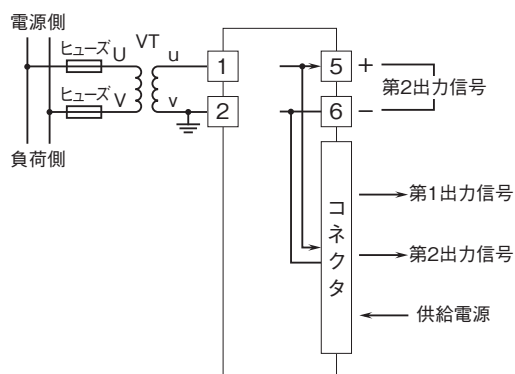 電源側
ヒューズ U VT u 1 5 +
第2出力信号
ヒューズ V v 2 6 −
負荷側
コネクタ
第1出力信号
第2出力信号
供給電源